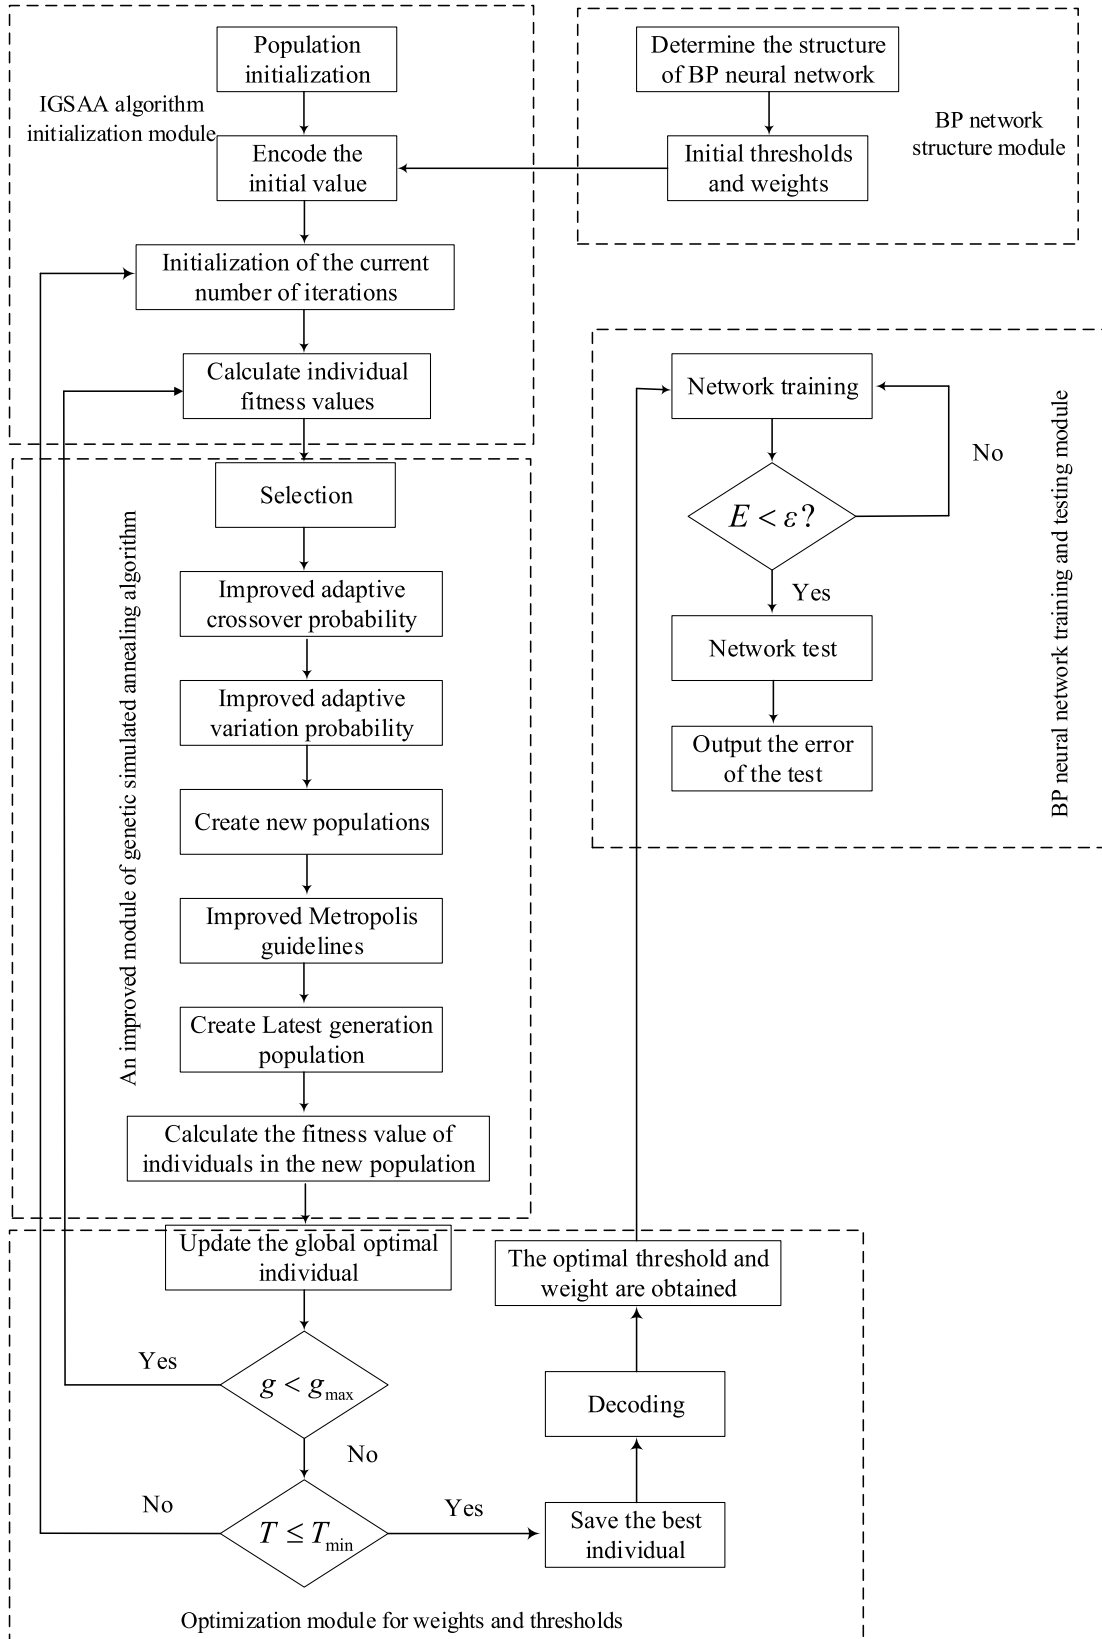 Population
initialization
IGSAA algorithm
initialization module
Encode the
initial value
Determine the structure
of BP neural network
Initial thresholds
and weights
BP network
structure module
Initialization of the current
number of iterations
Calculate individual
fitness values
Selection
Improved adaptive
crossover probability
Improved adaptive
variation probability
Create new populations
Improved Metropolis
guidelines
Create Latest generation
population
Calculate the fitness value of
individuals in the new population
An improved module of genetic simulated annealing algorithm
Network training
No
E < ε?
Yes
Network test
Output the error
of the test
BP neural network training and testing module
Update the global optimal
individual
Yes
g < gmax
No
No
T ≤ Tmin
Yes
Save the best
individual
Decoding
The optimal threshold and
weight are obtained
Optimization module for weights and thresholds